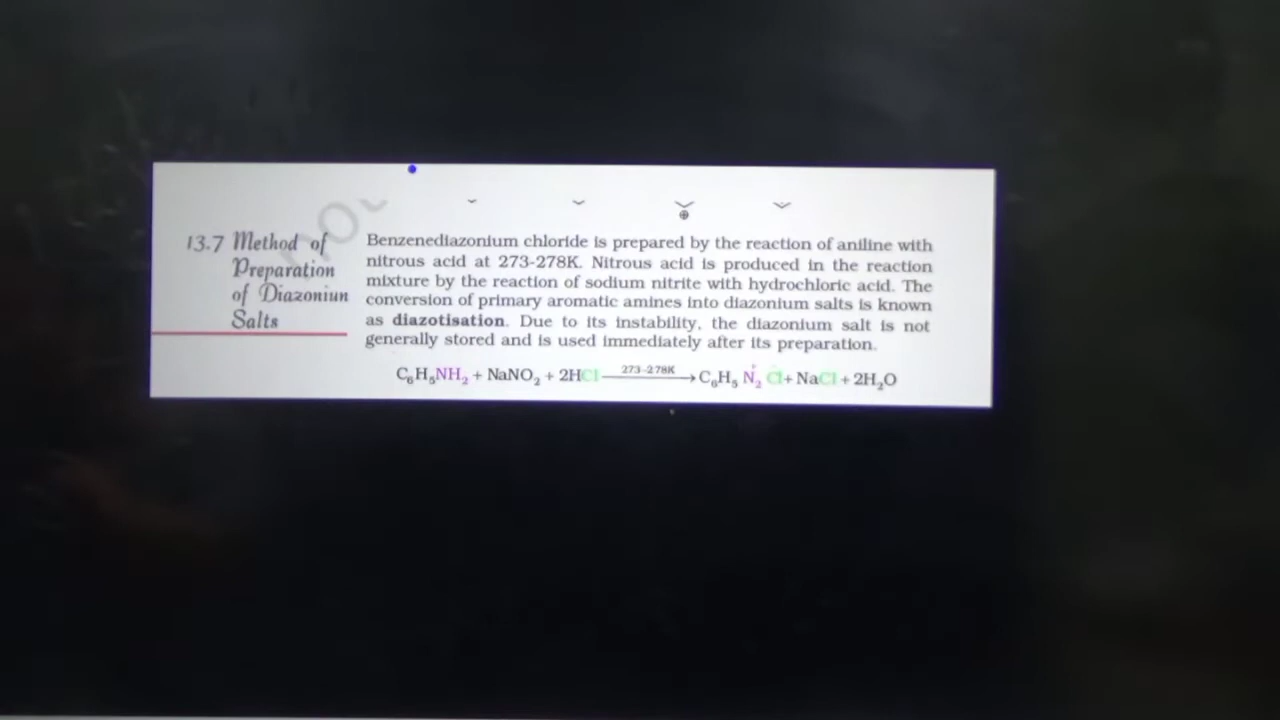 13.7 Method of
Preparation
of Diazonium
Salts
Benzenediazonium chloride is prepared by the reaction of aniline with
nitrous acid at 273-278K. Nitrous acid is produced in the reaction
mixture by the reaction of sodium nitrite with hydrochloric acid. The
conversion of primary aromatic amines into diazonium salts is known
as diazotisation. Due to its instability, the diazonium salt is not
generally stored and is used immediately after its preparation.
C₆H₅NH₂ + NaNO₂ + 2HCl 273-278K → C₆H₅N₂⁺Cl⁻ + NaCl + 2H₂O